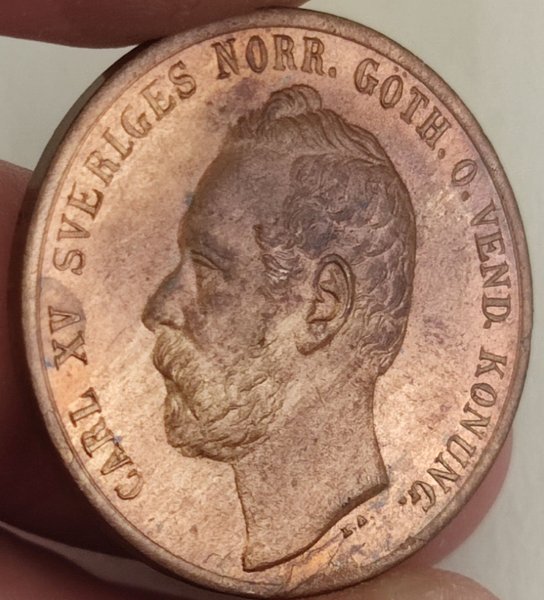 CARL XV SVERIGES NORR. GÖTH. O. VEND. KONUNG.
L.A.